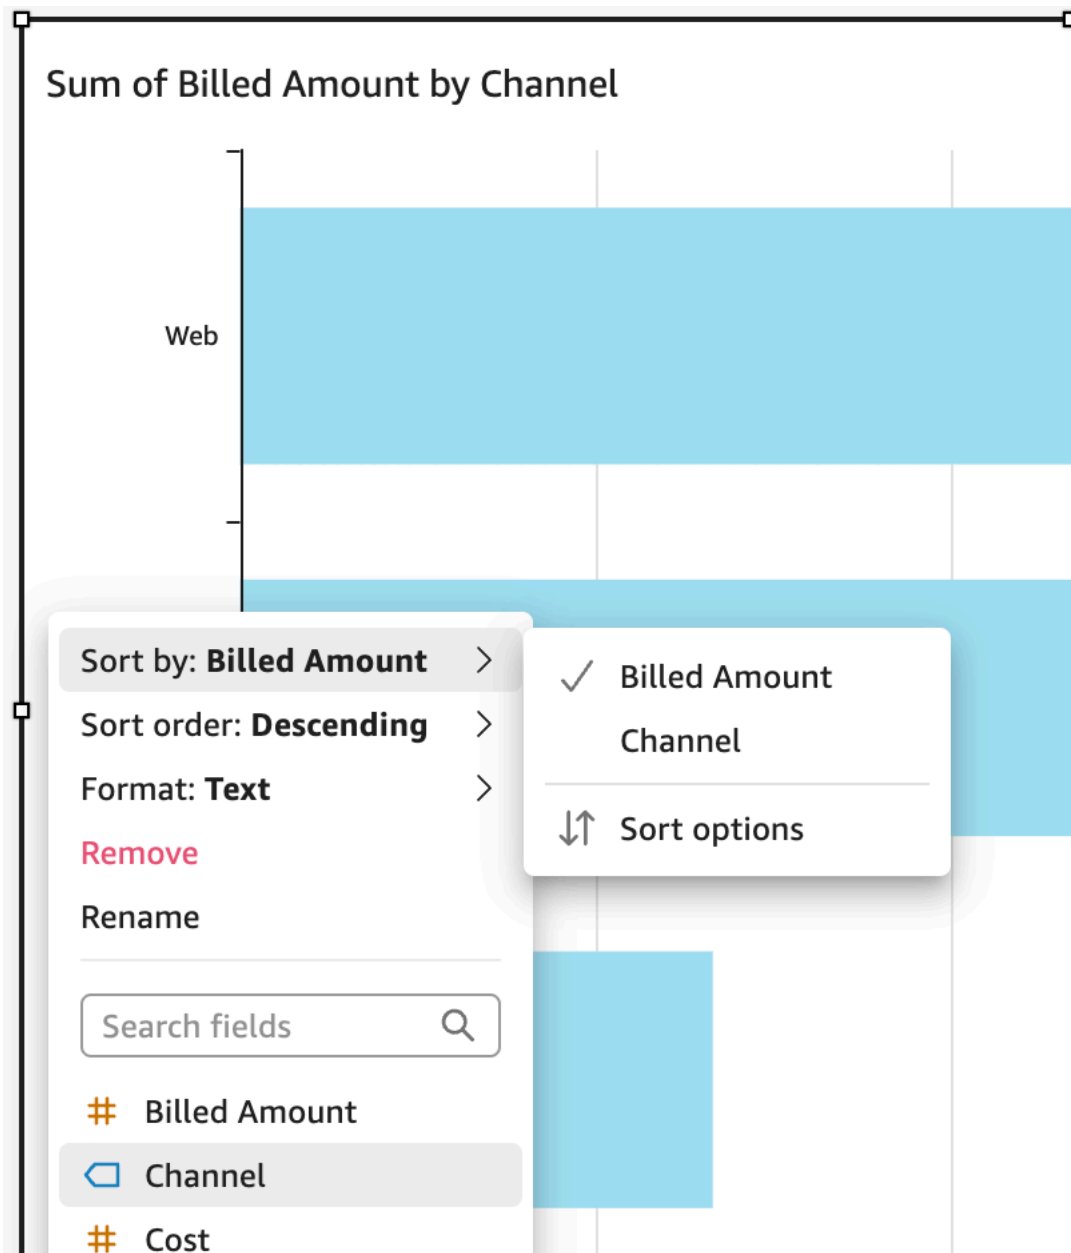 Sum of Billed Amount by Channel
Web
Sort by: Billed Amount
Sort order: Descending
Format: Text
Remove
Rename
Search fields
Billed Amount
Channel
Cost
Billed Amount
Channel
Sort options